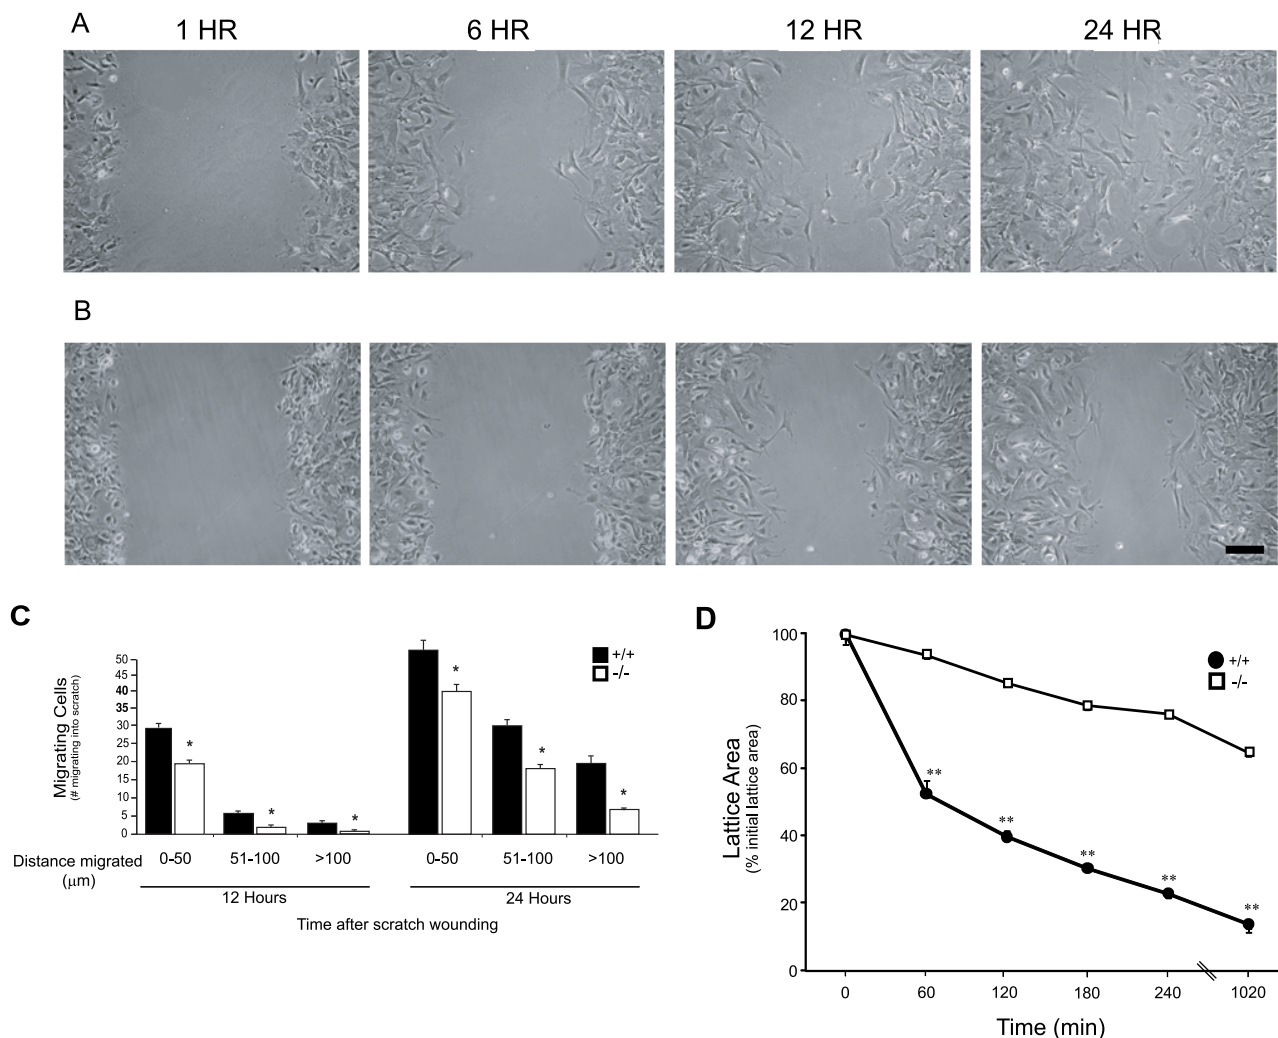 A
1 HR
6 HR
12 HR
24 HR
B
C
Migrating Cells
(# migrating into scratch)
50
45
40
35
30
25
20
15
10
5
0
+/+
-/-
*
*
*
*
*
*
Distance migrated
(μm)
0-50
51-100
>100
0-50
51-100
>100
12 Hours
24 Hours
Time after scratch wounding
D
Lattice Area
(% initial lattice area)
100
80
60
40
20
0
+/+
-/-
**
**
**
**
**
0
60
120
180
240
1020
Time (min)